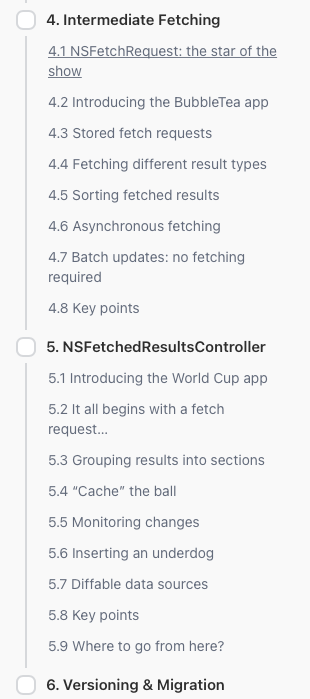 4. Intermediate Fetching
4.1 NSFetchRequest: the star of the
show
4.2 Introducing the BubbleTea app
4.3 Stored fetch requests
4.4 Fetching different result types
4.5 Sorting fetched results
4.6 Asynchronous fetching
4.7 Batch updates: no fetching
required
4.8 Key points
5. NSFetchedResultsController
5.1 Introducing the World Cup app
5.2 It all begins with a fetch
request...
5.3 Grouping results into sections
5.4 “Cache” the ball
5.5 Monitoring changes
5.6 Inserting an underdog
5.7 Diffable data sources
5.8 Key points
5.9 Where to go from here?
6. Versioning & Migration